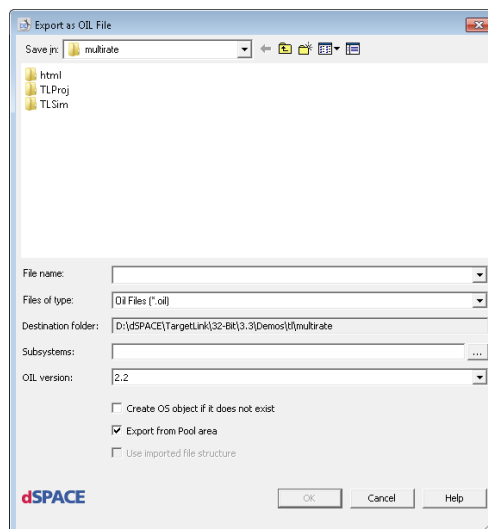 Export as OIL File
Save in: multirate
html
TLProj
TLSim
File name:
Files of type: Oil Files (*.oil)
Destination folder: D:\dSPACE\TargetLink\32-Bit\3.3\Demos\tl\multirate
Subsystems: ...
OIL version: 2.2
Create OS object if it does not exist
Export from Pool area
Use imported file structure
dSPACE OK Cancel Help